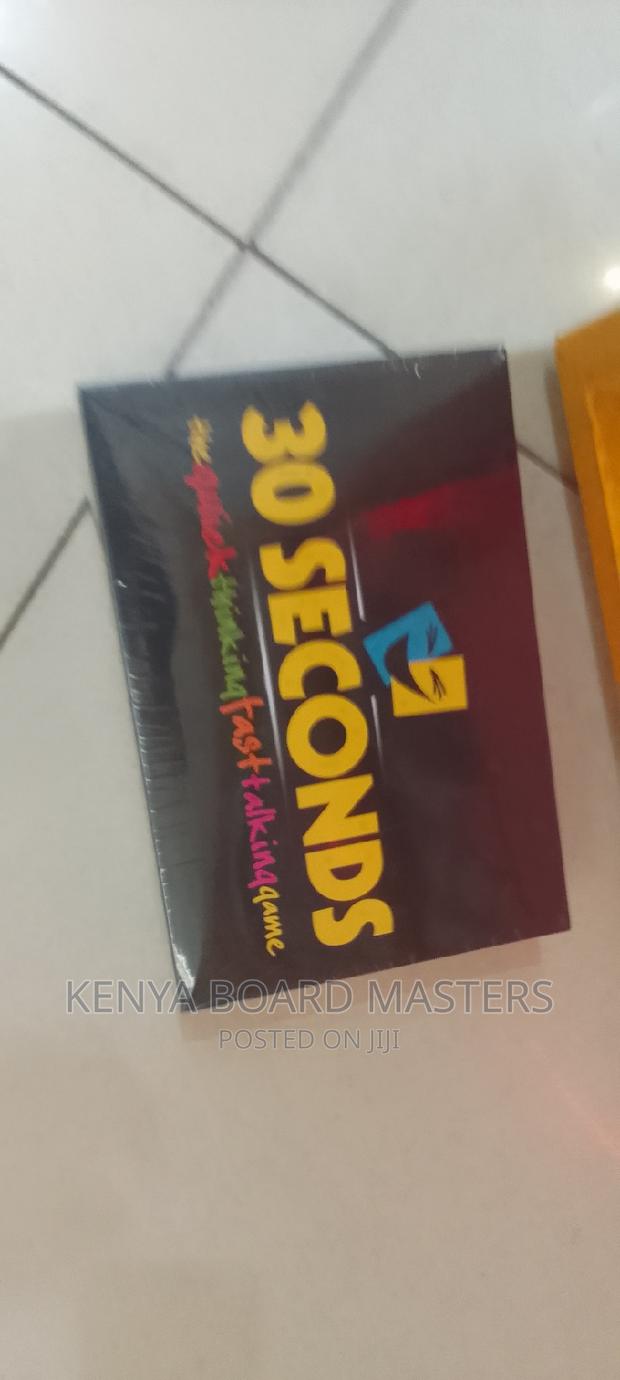 30 SECONDS
the quick thinking fast talking game
KENYA BOARD MASTERS
POSTED ON JIJI